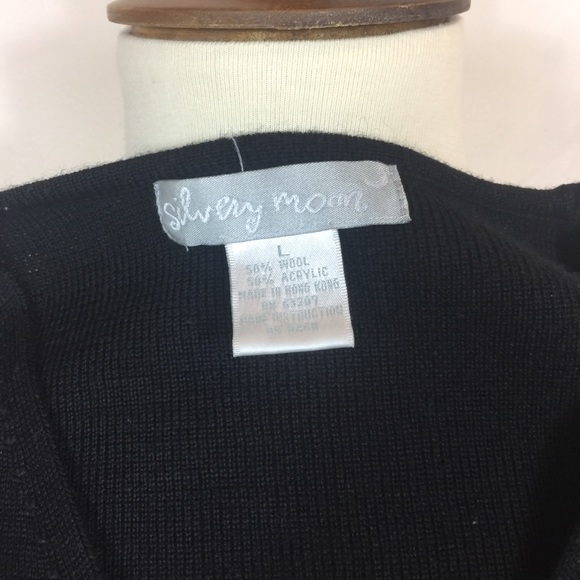 silvery moon
L
50% WOOL
50% ACRYLIC
MADE IN HONG KONG
RN 63207